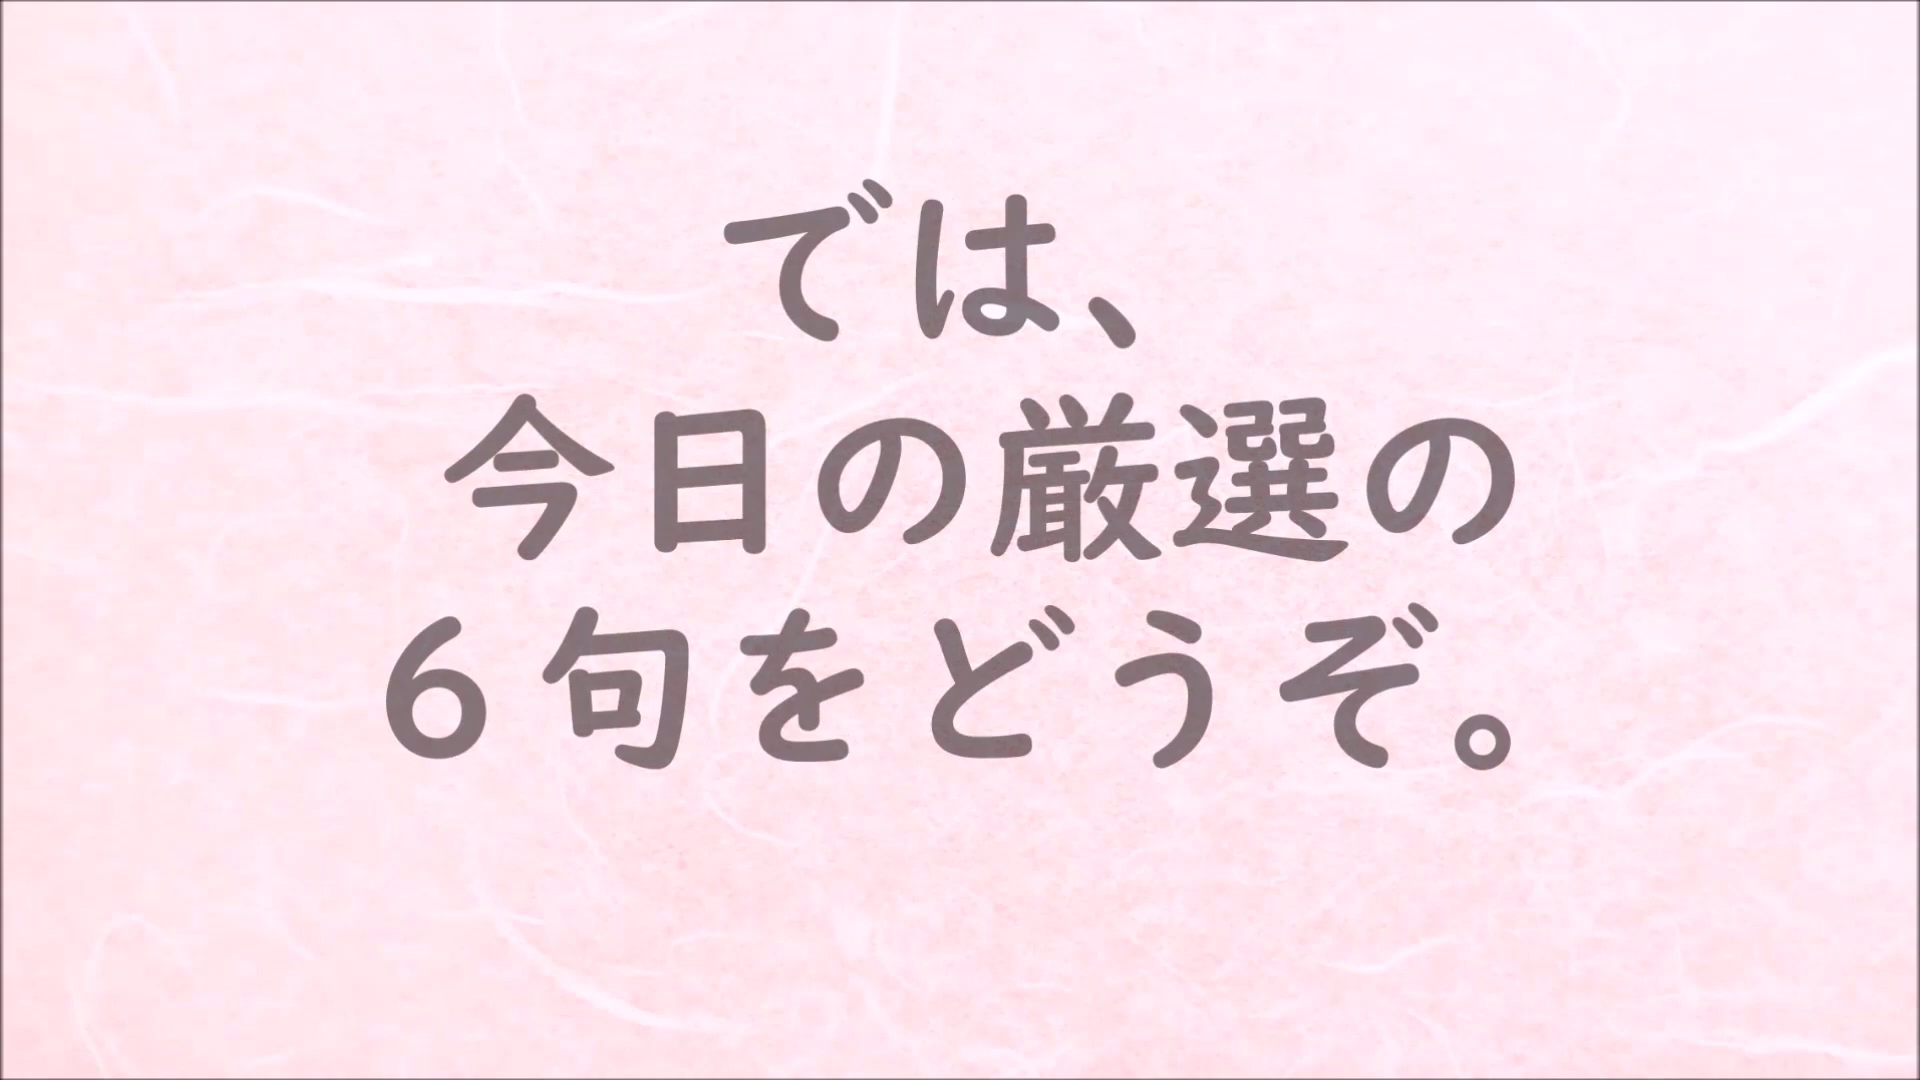 では、
今日の厳選の
６句をどうぞ。